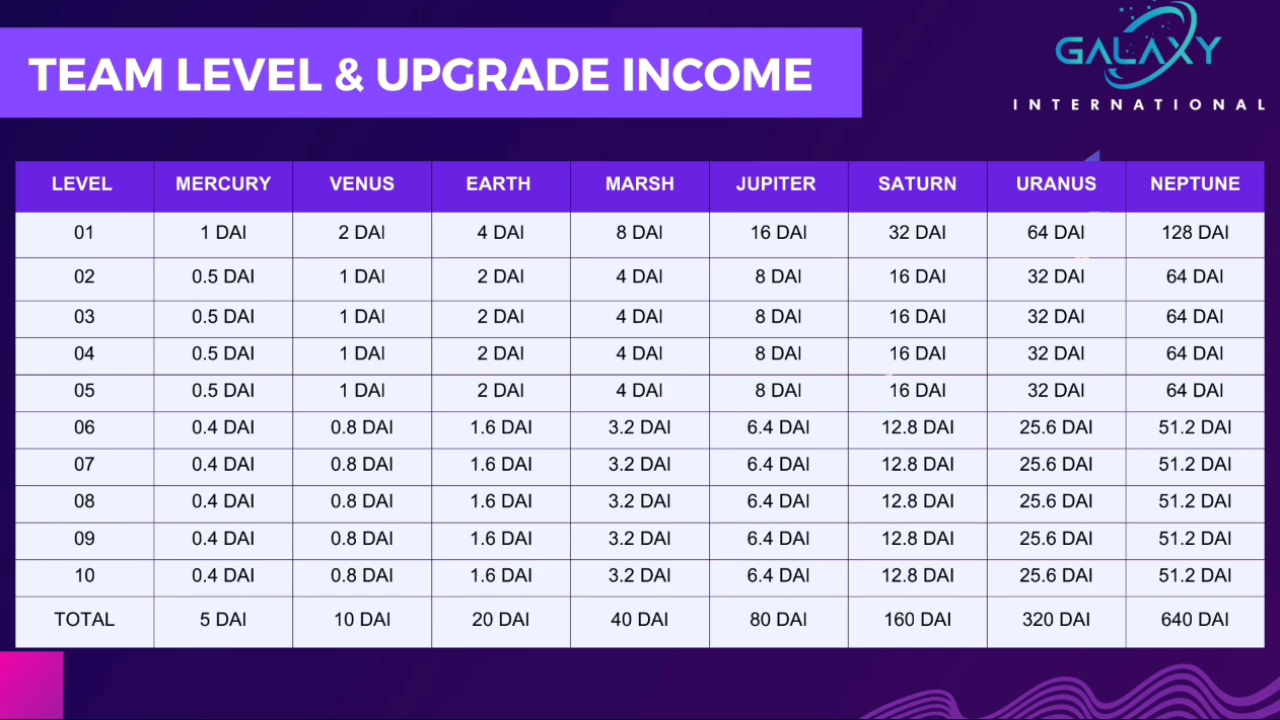 GALAXY
INTERNATIONAL
TEAM LEVEL & UPGRADE INCOME
LEVEL MERCURY VENUS EARTH MARSH JUPITER SATURN URANUS NEPTUNE
01 1 DAI 2 DAI 4 DAI 8 DAI 16 DAI 32 DAI 64 DAI 128 DAI
02 0.5 DAI 1 DAI 2 DAI 4 DAI 8 DAI 16 DAI 32 DAI 64 DAI
03 0.5 DAI 1 DAI 2 DAI 4 DAI 8 DAI 16 DAI 32 DAI 64 DAI
04 0.5 DAI 1 DAI 2 DAI 4 DAI 8 DAI 16 DAI 32 DAI 64 DAI
05 0.5 DAI 1 DAI 2 DAI 4 DAI 8 DAI 16 DAI 32 DAI 64 DAI
06 0.4 DAI 0.8 DAI 1.6 DAI 3.2 DAI 6.4 DAI 12.8 DAI 25.6 DAI 51.2 DAI
07 0.4 DAI 0.8 DAI 1.6 DAI 3.2 DAI 6.4 DAI 12.8 DAI 25.6 DAI 51.2 DAI
08 0.4 DAI 0.8 DAI 1.6 DAI 3.2 DAI 6.4 DAI 12.8 DAI 25.6 DAI 51.2 DAI
09 0.4 DAI 0.8 DAI 1.6 DAI 3.2 DAI 6.4 DAI 12.8 DAI 25.6 DAI 51.2 DAI
10 0.4 DAI 0.8 DAI 1.6 DAI 3.2 DAI 6.4 DAI 12.8 DAI 25.6 DAI 51.2 DAI
TOTAL 5 DAI 10 DAI 20 DAI 40 DAI 80 DAI 160 DAI 320 DAI 640 DAI